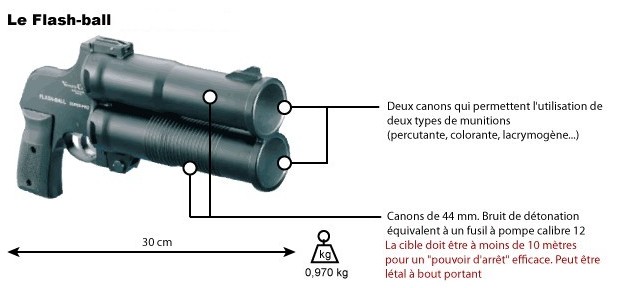 Le Flash-ball
FLASH-BALL SUPER-PRO
Deux canons qui permettent l'utilisation de
deux types de munitions
(percutante, colorante, lacrymogène...)
Canons de 44 mm. Bruit de détonation
équivalent à un fusil à pompe calibre 12
La cible doit être à moins de 10 mètres
pour un "pouvoir d'arrêt" efficace. Peut être
létal à bout portant
30 cm
kg
0,970 kg